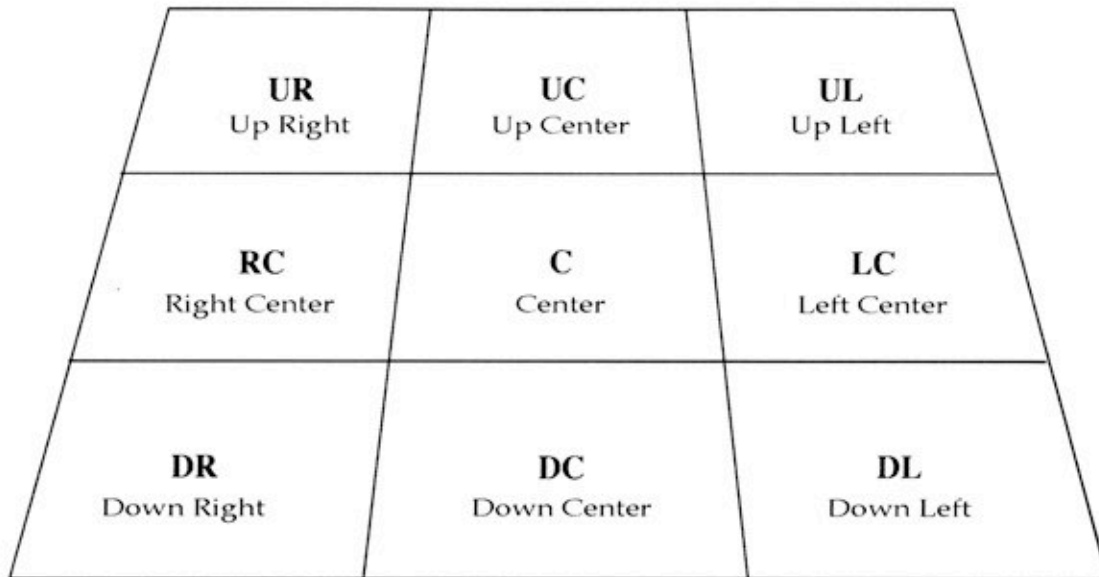 UR
Up Right
UC
Up Center
UL
Up Left
RC
Right Center
C
Center
LC
Left Center
DR
Down Right
DC
Down Center
DL
Down Left